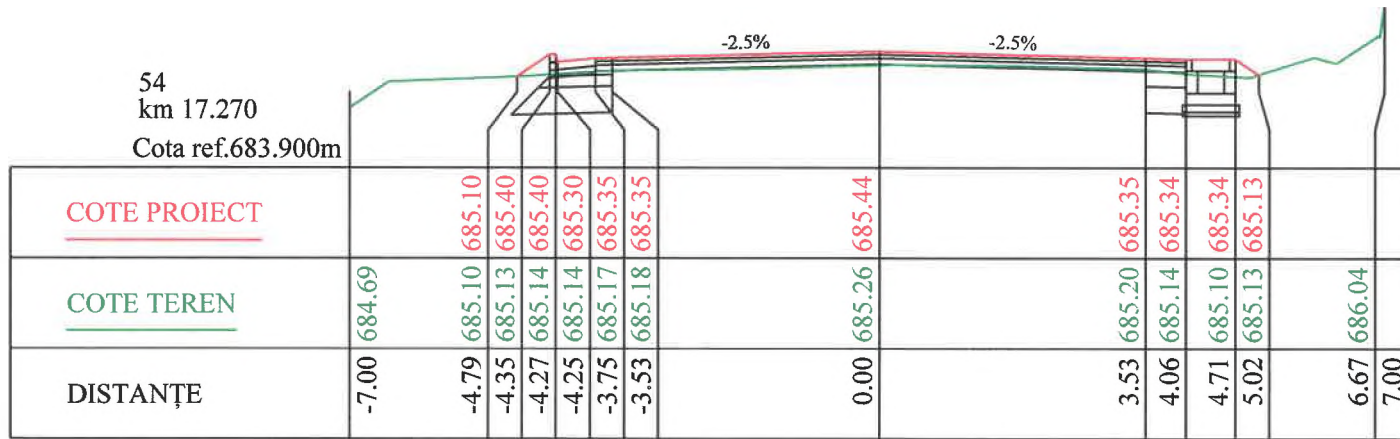 -2.5% -2.5%
54
km 17.270
Cota ref.683.900m
COTE PROIECT 685.10 685.40 685.40 685.30 685.35 685.35 685.44 685.35 685.34 685.34 685.13
COTE TEREN 684.69 685.10 685.13 685.14 685.14 685.17 685.18 685.26 685.20 685.14 685.10 685.13 686.04
DISTANȚE -7.00 -4.79 -4.35 -4.27 -4.25 -3.75 -3.53 0.00 3.53 4.06 4.71 5.02 6.67 7.00